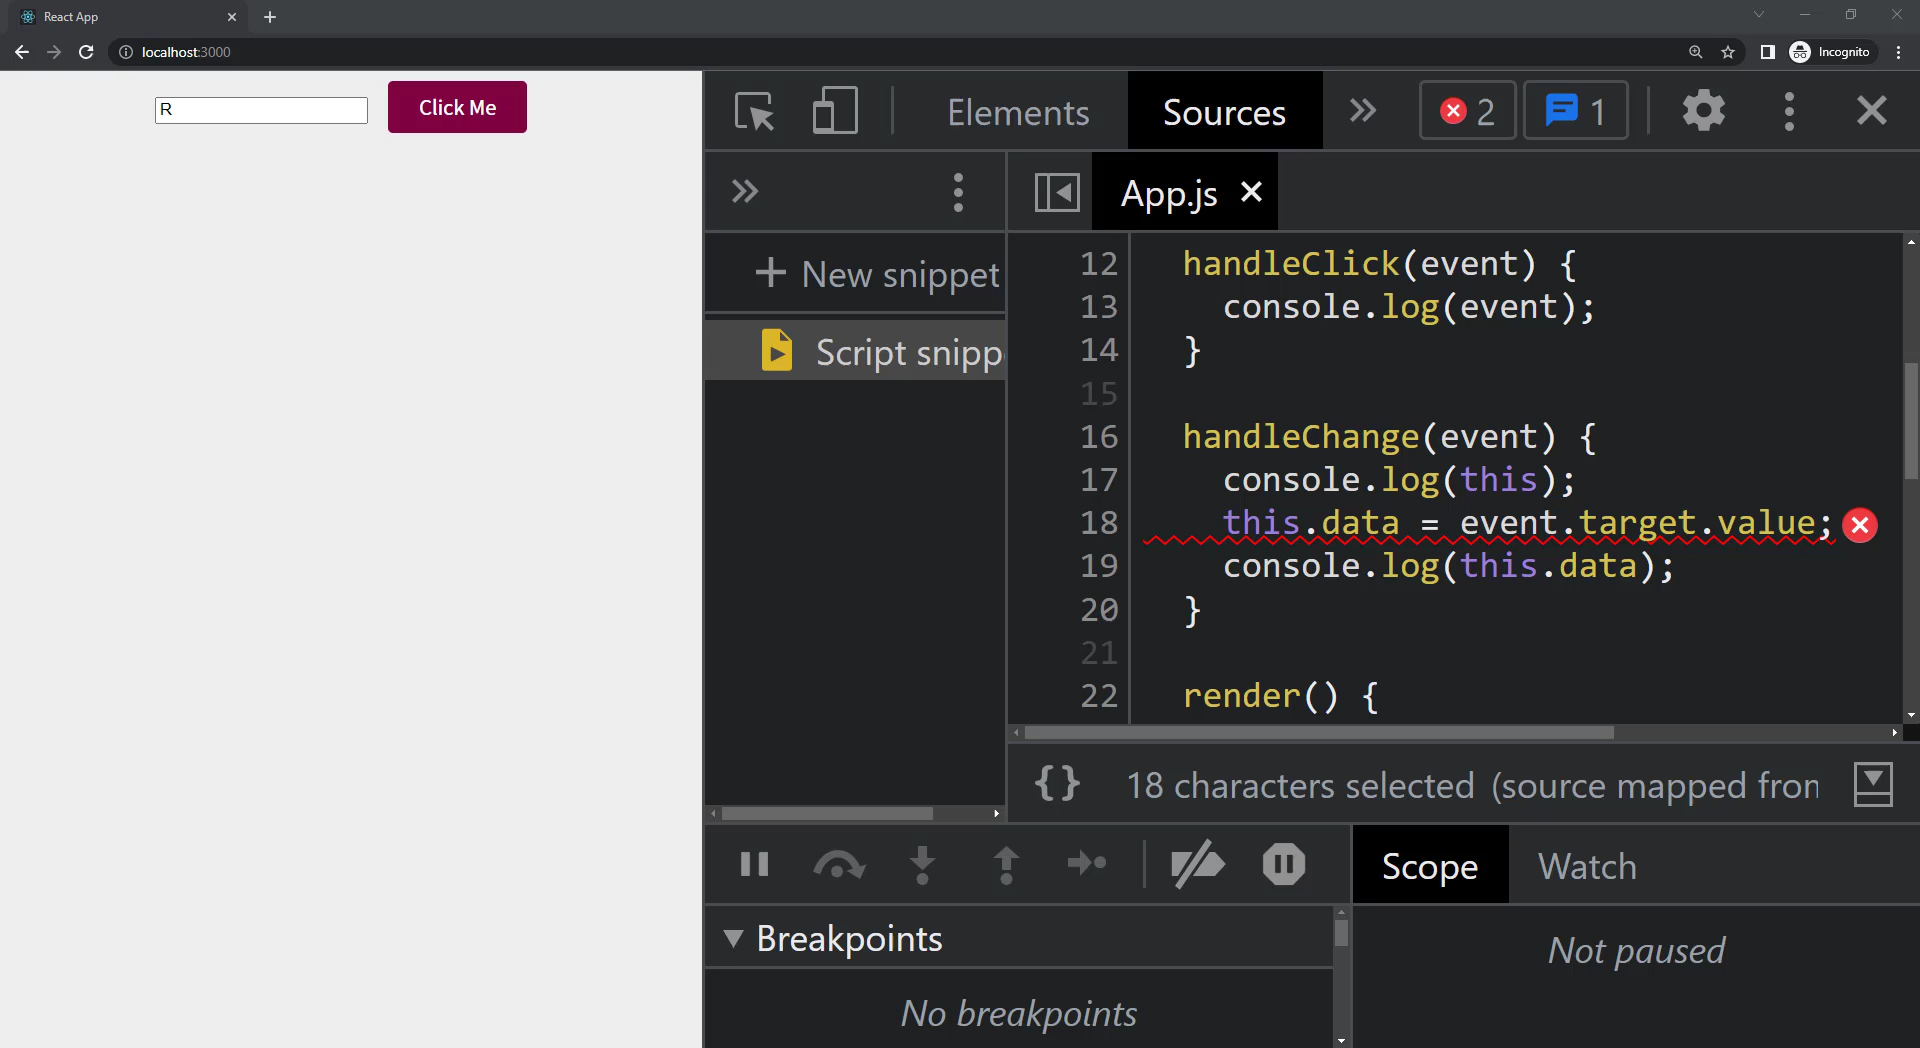 React App
localhost:3000
Incognito
R
Click Me
Elements
Sources
2
1
App.js
New snippet
Script snipp
12 handleClick(event) {
13 console.log(event);
14 }
15
16 handleChange(event) {
17 console.log(this);
18 this.data = event.target.value;
19 console.log(this.data);
20 }
21
22 render() {
{}
18 characters selected (source mapped from
Scope
Watch
Breakpoints
No breakpoints
Not paused